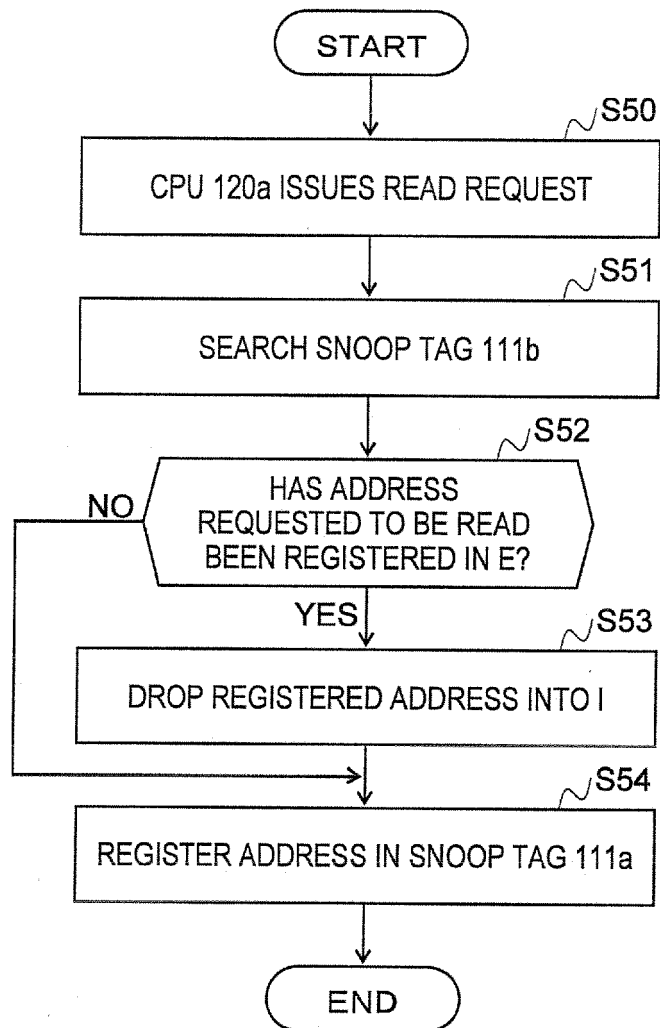 START
S50
CPU 120a ISSUES READ REQUEST
S51
SEARCH SNOOP TAG 111b
S52
HAS ADDRESS
REQUESTED TO BE READ
BEEN REGISTERED IN E?
NO
YES
S53
DROP REGISTERED ADDRESS INTO I
S54
REGISTER ADDRESS IN SNOOP TAG 111a
END